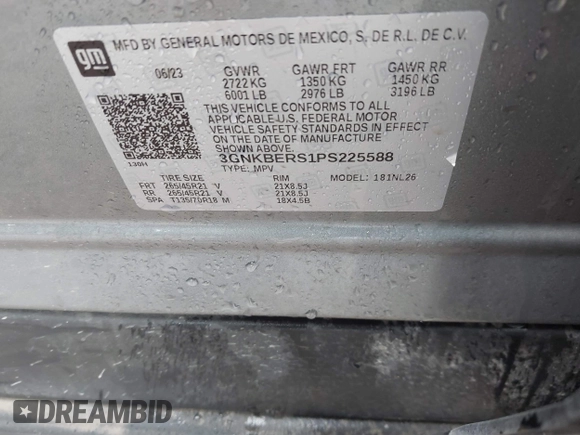 gm
MFD BY GENERAL MOTORS DE MEXICO, S. DE R.L. DE C.V.
06/23 GVWR GAWR FRT GAWR RR
2722 KG 1350 KG 1450 KG
6001 LB 2976 LB 3196 LB
THIS VEHICLE CONFORMS TO ALL
APPLICABLE U.S. FEDERAL MOTOR
VEHICLE SAFETY STANDARDS IN EFFECT
ON THE DATE OF MANUFACTURE
SHOWN ABOVE.
3GNKBERS1PS225588
130H TYPE: MPV
TIRE SIZE RIM MODEL: 181NL26
FRT 265/45R21 V 21X8.5J
RR 265/45R21 V 21X8.5J
SPA T135/70R18 M 18X4.5B
DREAMBID